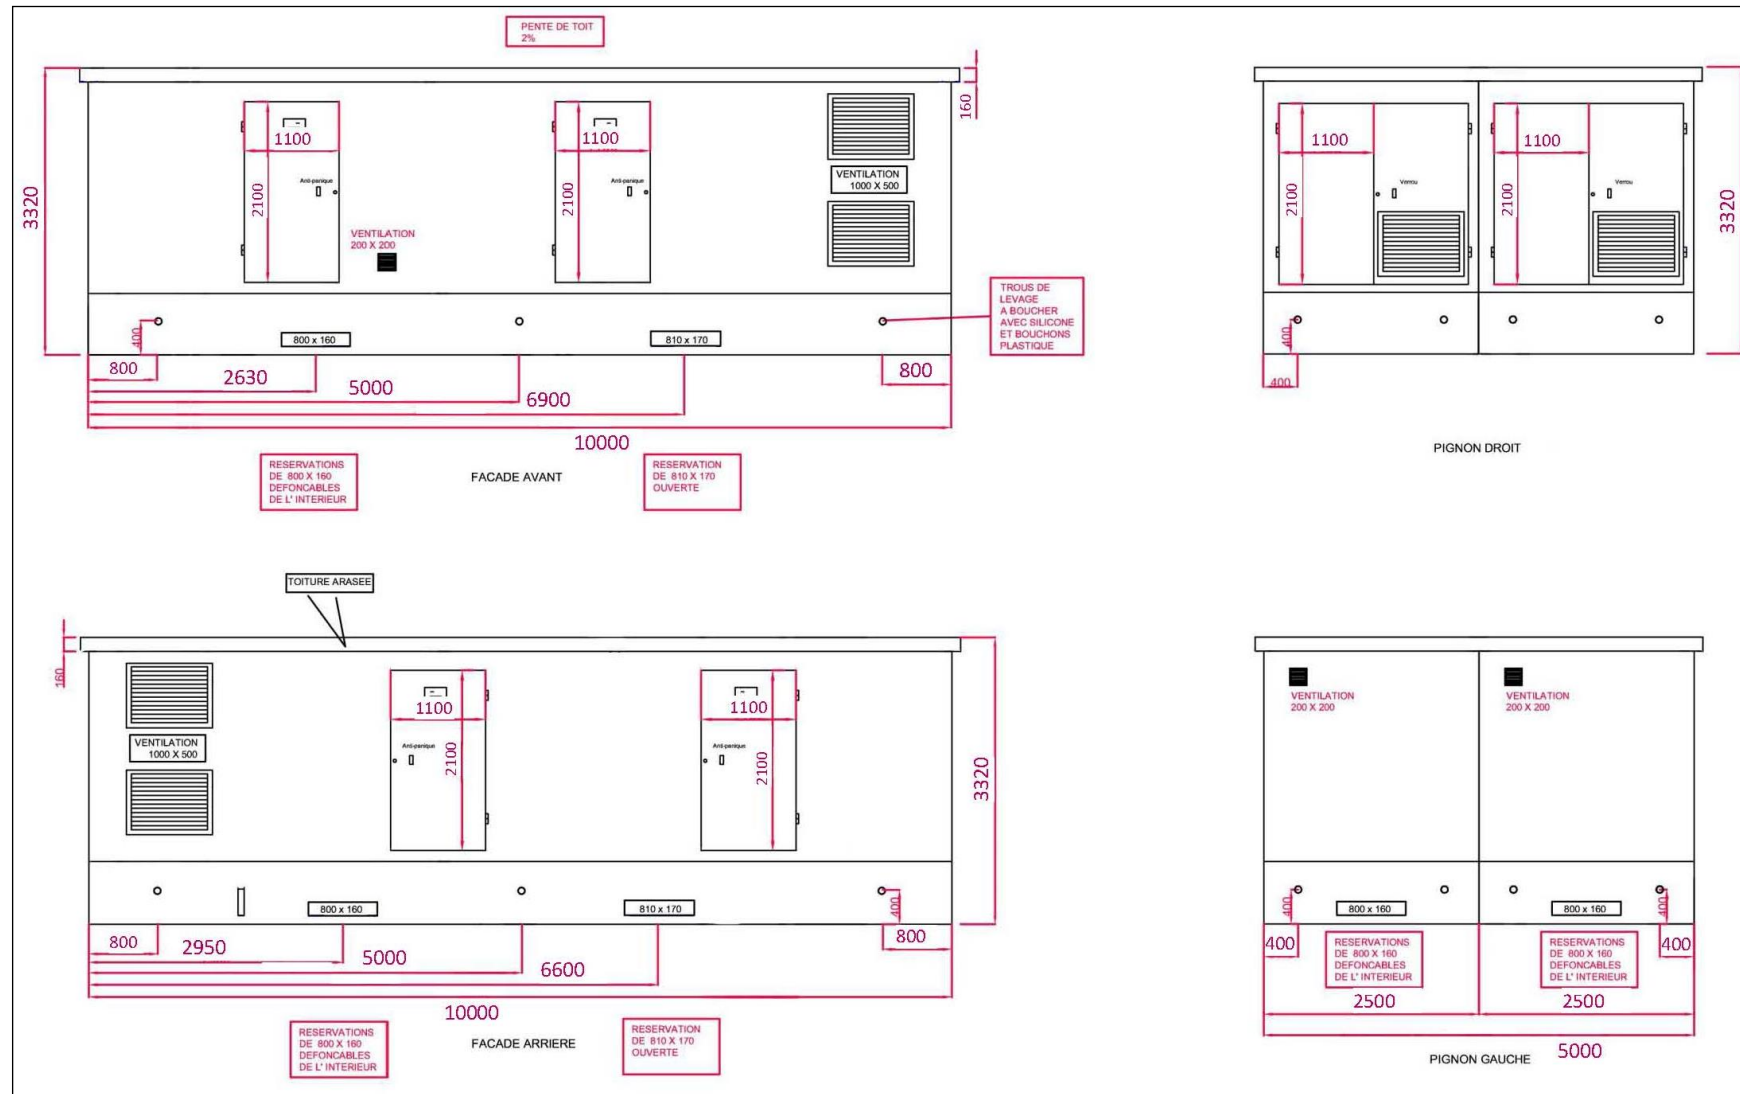 PENTE DE TOIT
2%
3320
160
1100
2100
Anti-panique
VENTILATION
200 X 200
1100
2100
Anti-panique
VENTILATION
1000 X 500
TROUS DE
LEVAGE
A BOUCHER
AVEC SILICONE
ET BOUCHONS
PLASTIQUE
400
800 x 160
810 x 170
800
2630
5000
6900
800
10000
RESERVATIONS
DE 800 X 160
DEFONCABLES
DE L' INTERIEUR
FACADE AVANT
RESERVATION
DE 810 X 170
OUVERTE
1100
2100
Verrou
1100
2100
Verrou
3320
400
400
PIGNON DROIT
TOITURE ARASEE
160
VENTILATION
1000 X 500
1100
Anti-panique
2100
1100
Anti-panique
2100
3320
800 x 160
810 x 170
400
800
2950
5000
6600
800
10000
RESERVATIONS
DE 800 X 160
DEFONCABLES
DE L' INTERIEUR
FACADE ARRIERE
RESERVATION
DE 810 X 170
OUVERTE
VENTILATION
200 X 200
VENTILATION
200 X 200
400
800 x 160
800 x 160
400
400
RESERVATIONS
DE 800 X 160
DEFONCABLES
DE L' INTERIEUR
RESERVATIONS
DE 800 X 160
DEFONCABLES
DE L' INTERIEUR
400
2500
2500
5000
PIGNON GAUCHE